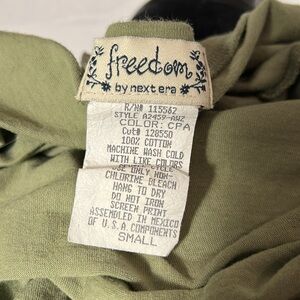 freedom
by next era
R/N# 115562
STYLE A2459-AWZ
COLOR: CPA
Cut# 128550
100% COTTON
MACHINE WASH COLD
WITH LIKE COLORS
CYCLE
USE ONLY NON-
CHLORINE BLEACH
HANG TO DRY
DO NOT IRON
SCREEN PRINT
ASSEMBLED IN MEXICO
OF U.S.A. COMPONENTS
SMALL